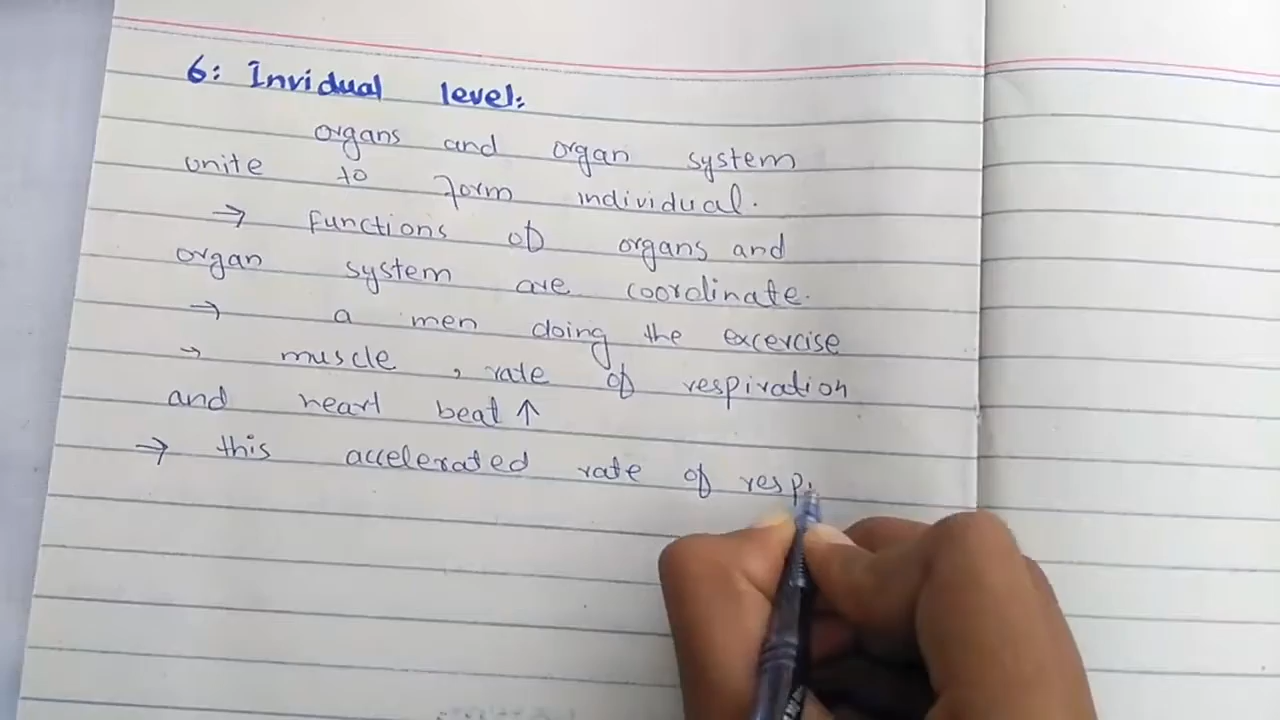 6: Invidual level:
organs and organ system
unite to form individual.
→ Functions of organs and
organ system are coordinate.
→ a men doing the excercise
→ muscle, rate of respiration
and heart beat ↑
→ this accelerated rate of respi